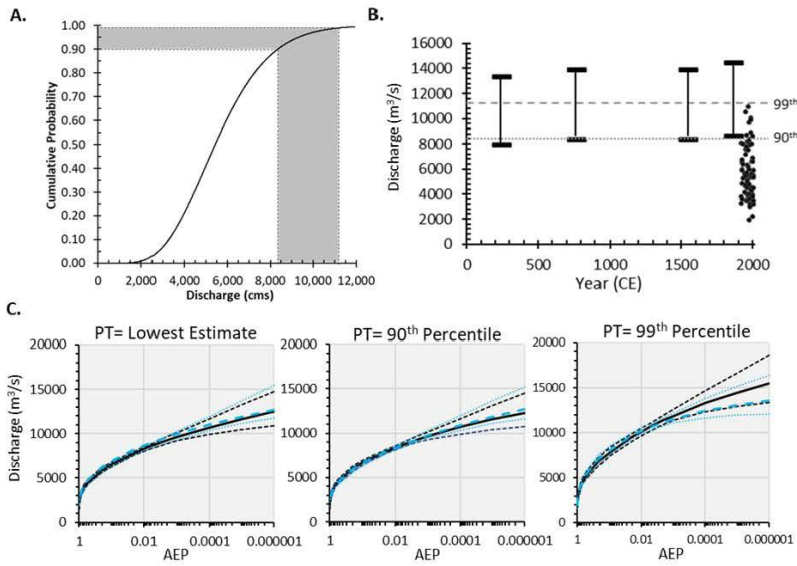 A.
1.00
0.90
0.80
0.70
0.60
0.50
0.40
0.30
0.20
0.10
0.00
Cumulative Probability
0 2,000 4,000 6,000 8,000 10,000 12,000
Discharge (cms)
B.
16000
14000
12000
10000
8000
6000
4000
2000
0
Discharge (m³/s)
99th
90th
0 500 1000 1500 2000
Year (CE)
C.
PT= Lowest Estimate
20000
15000
10000
5000
0
Discharge (m³/s)
1 0.01 0.0001 0.000001
AEP
PT= 90th Percentile
20000
15000
10000
5000
0
1 0.01 0.0001 0.000001
AEP
PT= 99th Percentile
20000
15000
10000
5000
0
1 0.01 0.0001 0.000001
AEP